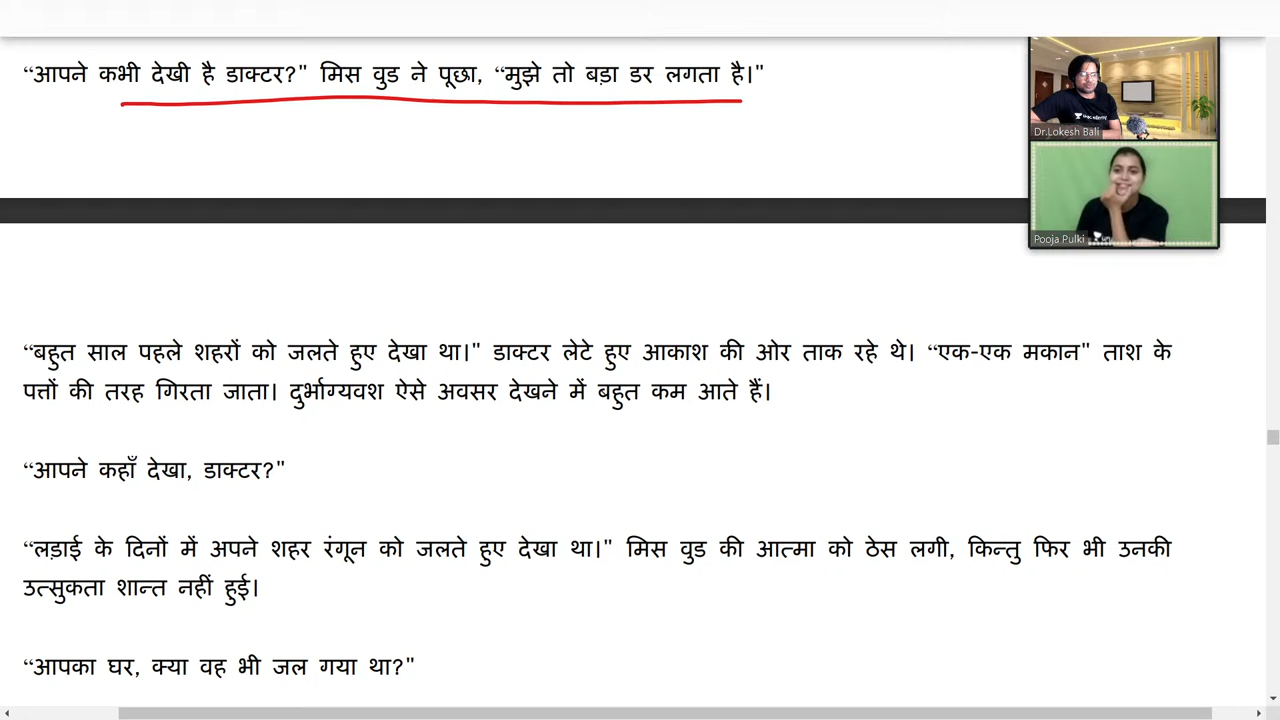 “आपने कभी देखी है डाक्टर?" मिस वुड ने पूछा, “मुझे तो बड़ा डर लगता है।"
Dr.Lokesh Bali
Pooja Pulki
“बहुत साल पहले शहरों को जलते हुए देखा था।" डाक्टर लेटे हुए आकाश की ओर ताक रहे थे। “एक-एक मकान" ताश के
पत्तों की तरह गिरता जाता। दुर्भाग्यवश ऐसे अवसर देखने में बहुत कम आते हैं।
“आपने कहाँ देखा, डाक्टर?"
“लड़ाई के दिनों में अपने शहर रंगून को जलते हुए देखा था।" मिस वुड की आत्मा को ठेस लगी, किन्तु फिर भी उनकी
उत्सुकता शान्त नहीं हुई।
“आपका घर, क्या वह भी जल गया था?"